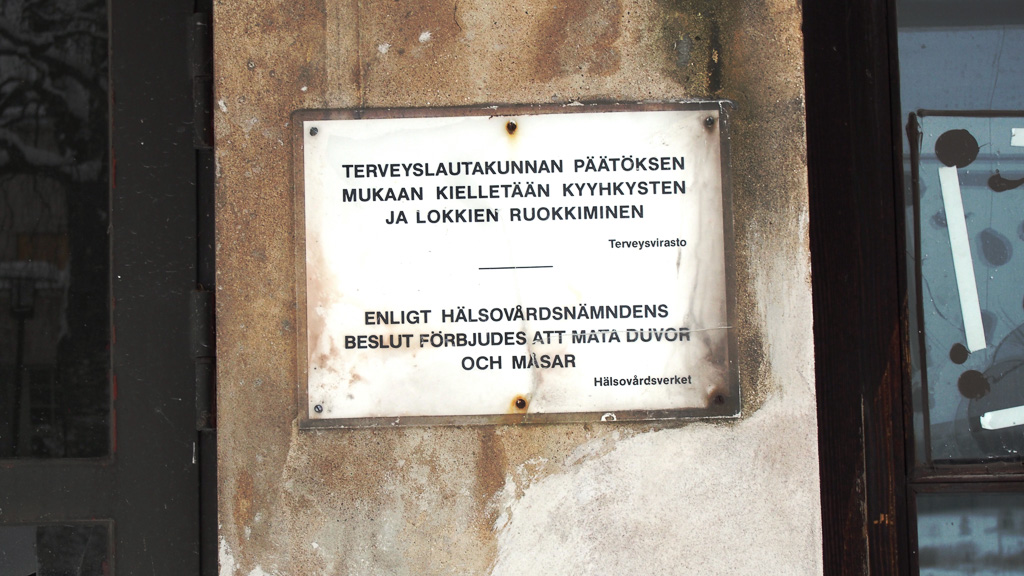 TERVEYSLAUTAKUNNAN PÄÄTÖKSEN
MUKAAN KIELLETÄÄN KYYHKYSTEN
JA LOKKIEN RUOKKIMINEN
Terveysvirasto
ENLIGT HÄLSOVÅRDSNÄMNDENS
BESLUT FÖRBJUDES ATT MATA DUVOR
OCH MÅSAR
Hälsovårdsverket